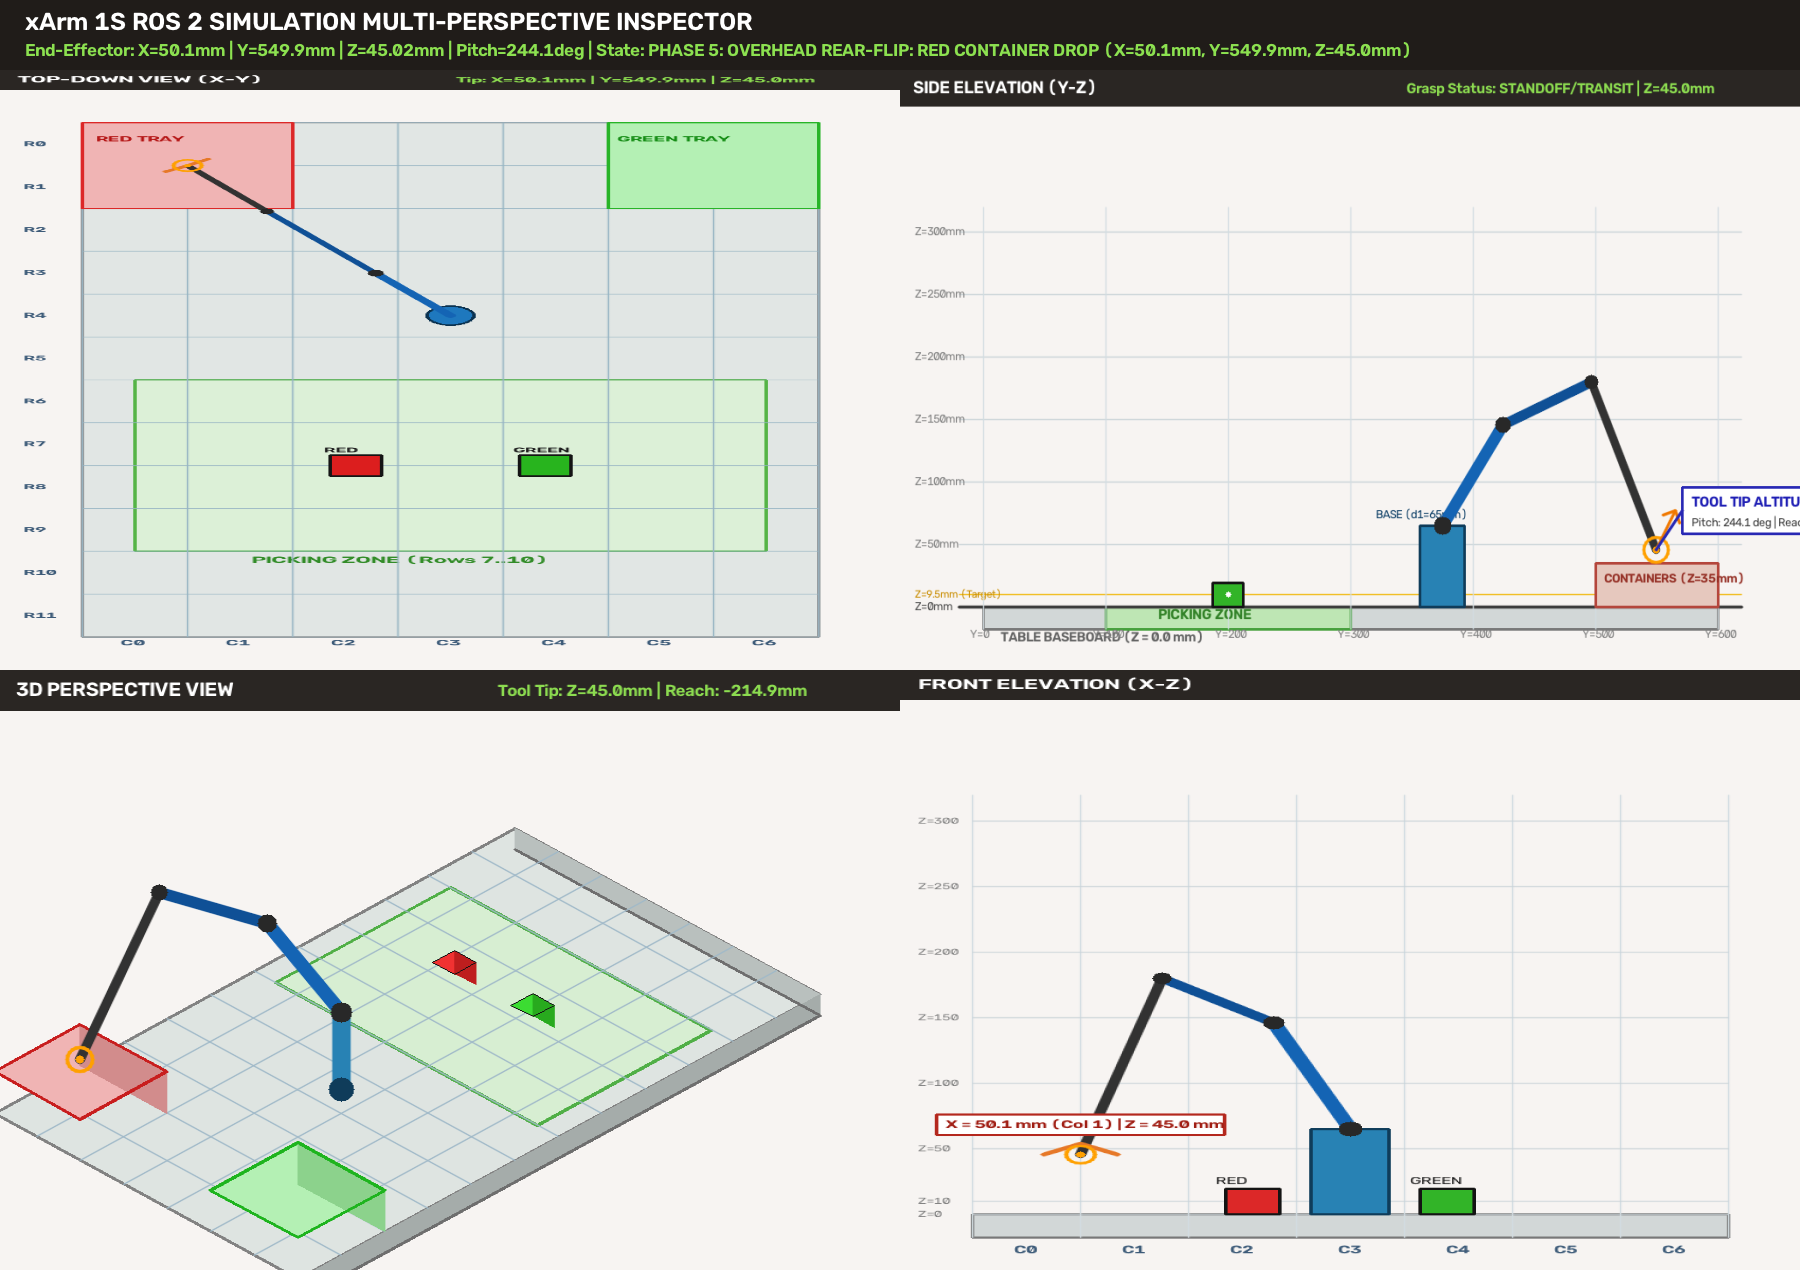 xArm 1S ROS 2 SIMULATION MULTI-PERSPECTIVE INSPECTOR
End-Effector: X=50.1mm | Y=549.9mm | Z=45.02mm | Pitch=244.1deg | State: PHASE 5: OVERHEAD REAR-FLIP: RED CONTAINER DROP (X=50.1mm, Y=549.9mm, Z=45.0mm)
TOP-DOWN VIEW (X-Y)
Tip: X=50.1mm | Y=549.9mm | Z=45.0mm
RED TRAY
GREEN TRAY
R0
R1
R2
R3
R4
R5
R6
R7
R8
R9
R10
R11
RED
GREEN
PICKING ZONE (Rows 7..10)
C0
C1
C2
C3
C4
C5
C6
SIDE ELEVATION (Y-Z)
Grasp Status: STANDOFF/TRANSIT | Z=45.0mm
Z=300mm
Z=250mm
Z=200mm
Z=150mm
Z=100mm
Z=50mm
Z=9.5mm (Target)
Z=0mm
BASE (d1=65mm)
TOOL TIP ALTITU
Pitch: 244.1 deg | Reac
CONTAINERS (Z=35mm)
PICKING ZONE
Y=0
Y=200
Y=300
Y=400
Y=500
Y=600
TABLE BASEBOARD (Z = 0.0 mm)
3D PERSPECTIVE VIEW
Tool Tip: Z=45.0mm | Reach: -214.9mm
FRONT ELEVATION (X-Z)
Z=300
Z=250
Z=200
Z=150
Z=100
Z=50
Z=10
Z=0
X = 50.1 mm (Col 1) | Z = 45.0 mm
RED
GREEN
C0
C1
C2
C3
C4
C5
C6